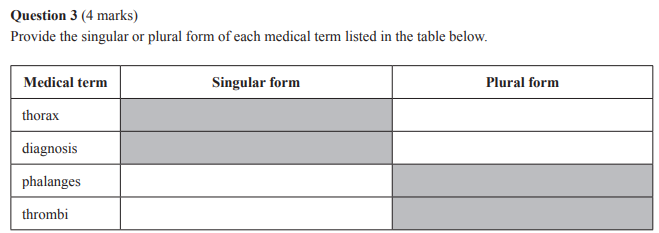 Question 3 (4 marks)
Provide the singular or plural form of each medical term listed in the table below.
Medical term Singular form Plural form
thorax
diagnosis
phalanges
thrombi